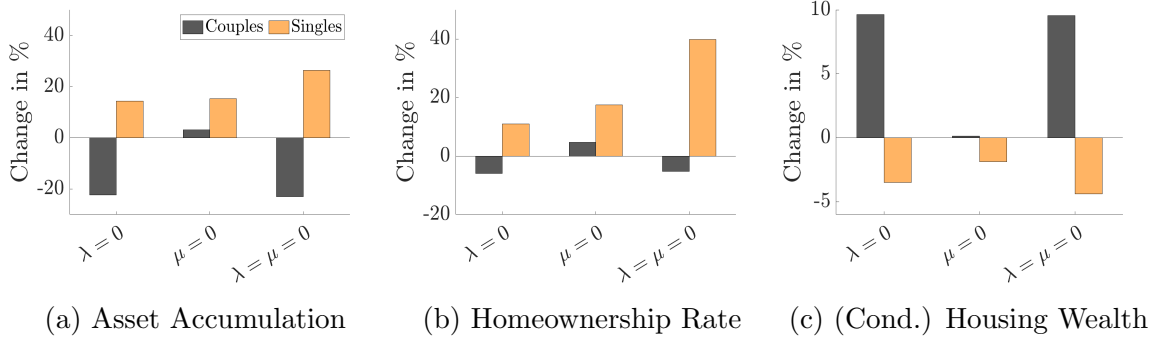 Couples Singles
Change in %
40
20
0
-20
λ = 0
μ = 0
λ = μ = 0
(a) Asset Accumulation
Change in %
40
20
0
-20
λ = 0
μ = 0
λ = μ = 0
(b) Homeownership Rate
Change in %
10
5
0
-5
λ = 0
μ = 0
λ = μ = 0
(c) (Cond.) Housing Wealth